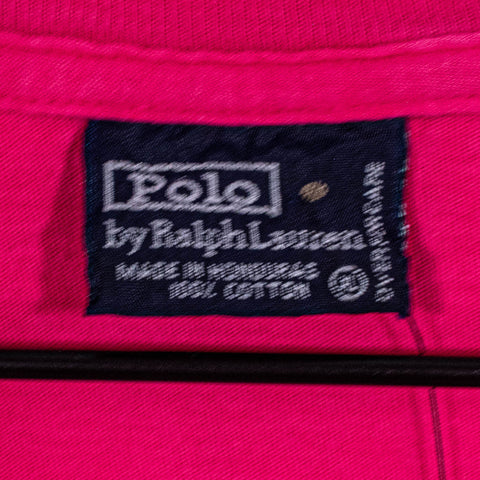 Polo
by Ralph Lauren
MADE IN HONDURAS
100% COTTON